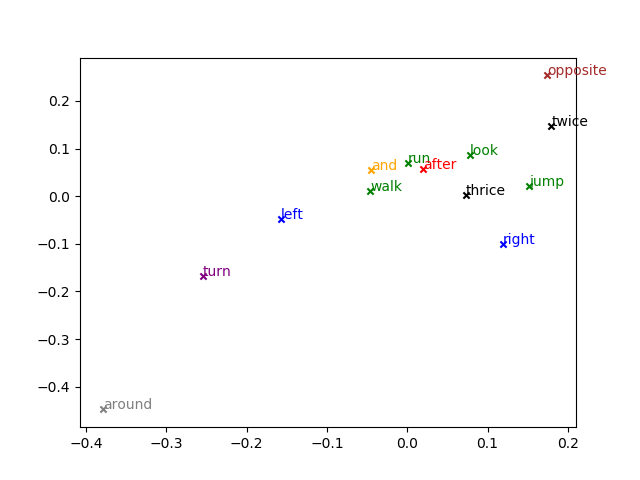 opposite
0.2
twice
0.1
look
run
after
and
walk
jump
thrice
0.0
left
right
−0.1
turn
−0.2
−0.3
−0.4
around
−0.4 −0.3 −0.2 −0.1 0.0 0.1 0.2